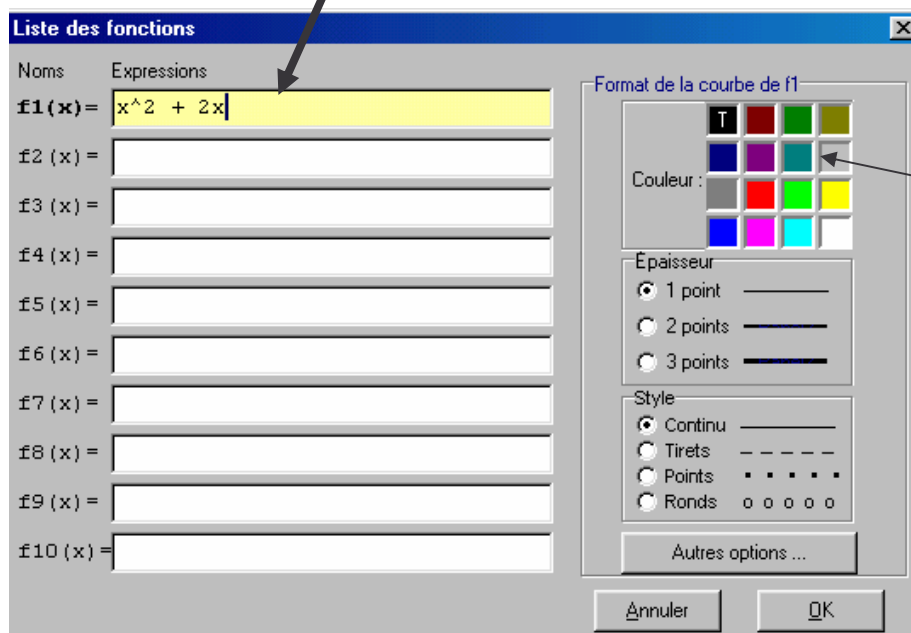 Liste des fonctions
Noms Expressions
f1(x)= x^2 + 2x
f2(x)=
f3(x)=
f4(x)=
f5(x)=
f6(x)=
f7(x)=
f8(x)=
f9(x)=
f10(x)=
Format de la courbe de f1
T
Couleur :
Épaisseur
1 point
2 points
3 points
Style
Continu
Tirets
Points
Ronds
Autres options ...
Annuler OK